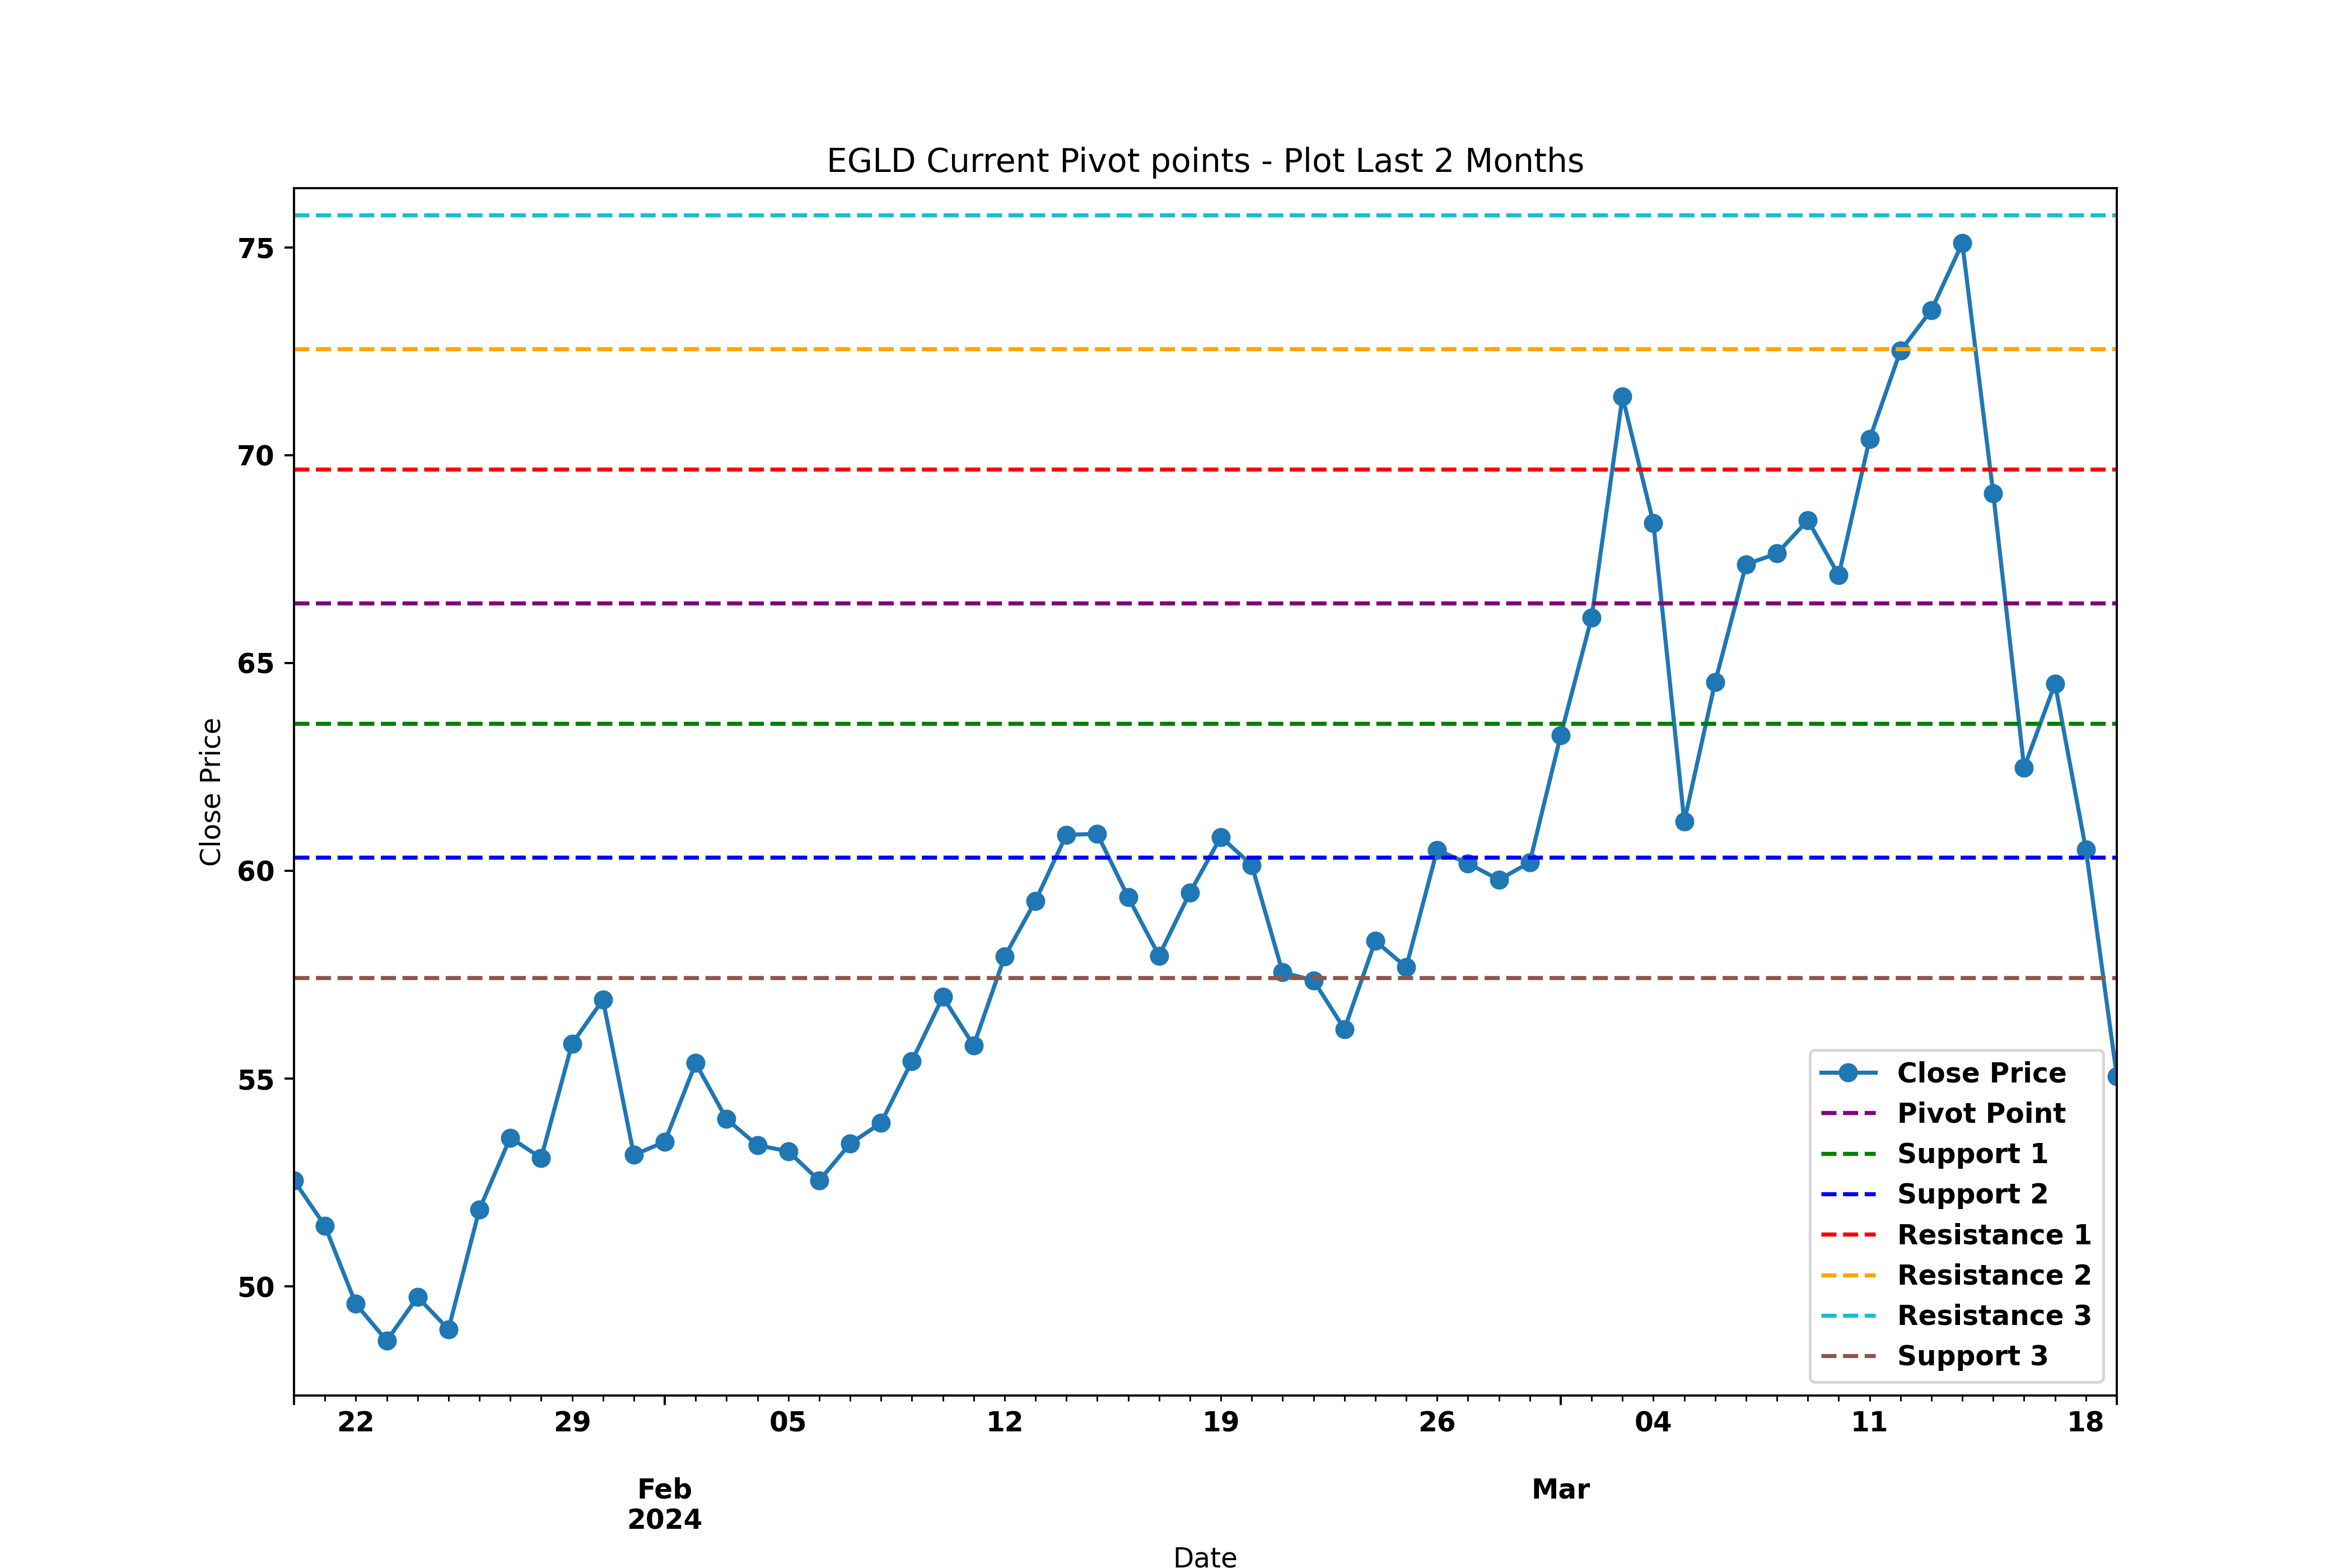 EGLD Current Pivot points - Plot Last 2 Months
75
70
65
60
55
50
Close Price
Close Price
Pivot Point
Support 1
Support 2
Resistance 1
Resistance 2
Resistance 3
Support 3
22 29 05 12 19 26 04 11 18
Feb Mar
2024
Date